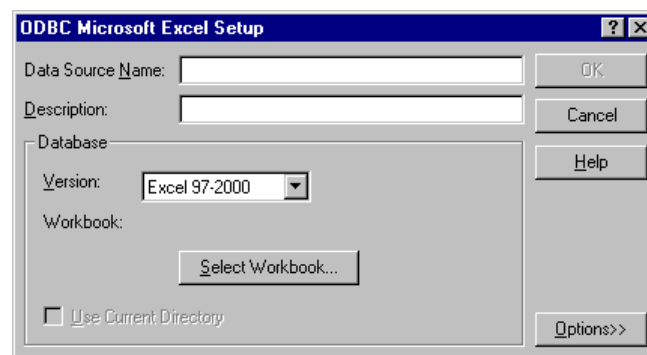 ODBC Microsoft Excel Setup
Data Source Name:
OK
Description:
Cancel
Database
Help
Version:
Excel 97-2000
Workbook:
Select Workbook...
Use Current Directory
Options>>